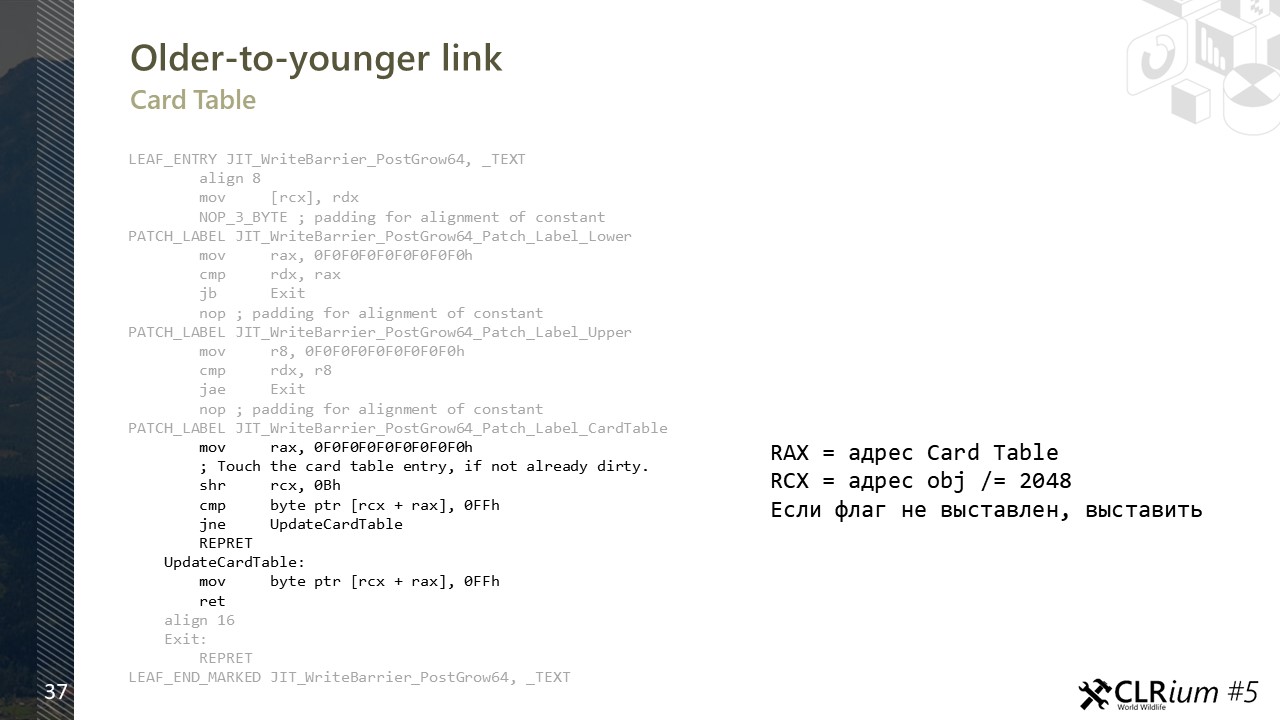 Older-to-younger link
Card Table
LEAF_ENTRY JIT_WriteBarrier_PostGrow64, _TEXT
align 8
mov     [rcx], rdx
NOP_3_BYTE ; padding for alignment of constant
PATCH_LABEL JIT_WriteBarrier_PostGrow64_Patch_Label_Lower
mov     rax, 0F0F0F0F0F0F0F0F0h
cmp     rdx, rax
jb      Exit
nop ; padding for alignment of constant
PATCH_LABEL JIT_WriteBarrier_PostGrow64_Patch_Label_Upper
mov     r8, 0F0F0F0F0F0F0F0F0h
cmp     rdx, r8
jae     Exit
nop ; padding for alignment of constant
PATCH_LABEL JIT_WriteBarrier_PostGrow64_Patch_Label_CardTable
mov     rax, 0F0F0F0F0F0F0F0F0h
; Touch the card table entry, if not already dirty.
shr     rcx, 0Bh
cmp     byte ptr [rcx + rax], 0FFh
jne     UpdateCardTable
REPRET
UpdateCardTable:
mov     byte ptr [rcx + rax], 0FFh
ret
align 16
Exit:
REPRET
LEAF_END_MARKED JIT_WriteBarrier_PostGrow64, _TEXT
RAX = адрес Card Table
RCX = адрес obj /= 2048
Если флаг не выставлен, выставить
37
CLRium #5
World Wildlife